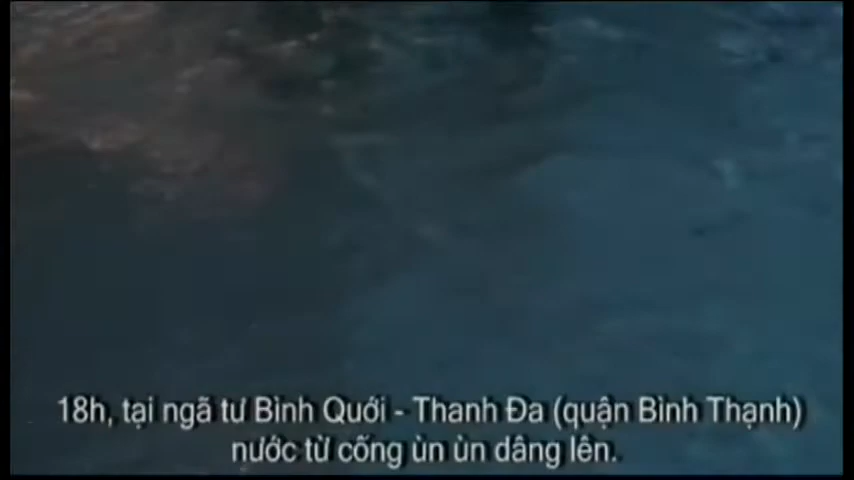 18h, tại ngã tư Bình Quới - Thanh Đa (quận Bình Thạnh)
nước từ cống ùn ùn dâng lên.